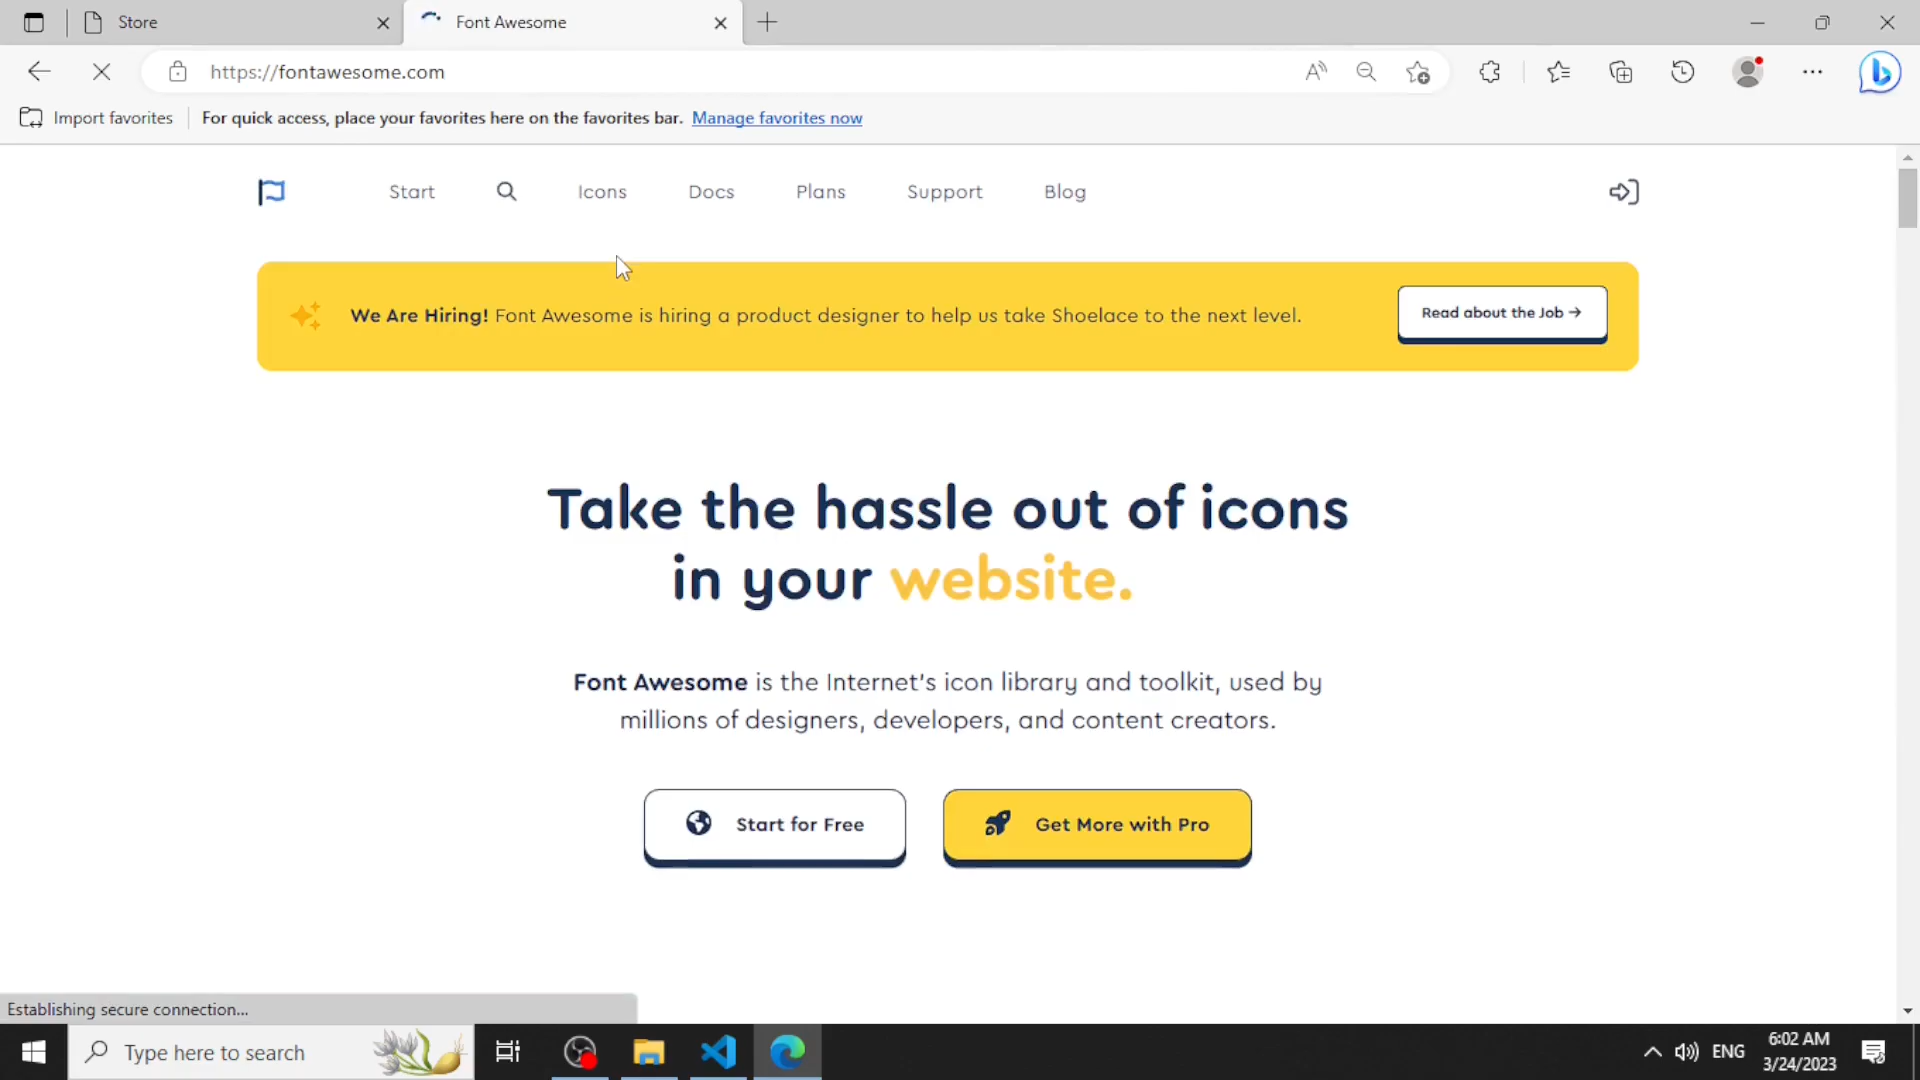 Store
Font Awesome
https://fontawesome.com
Import favorites
For quick access, place your favorites here on the favorites bar. Manage favorites now
Start
Icons
Docs
Plans
Support
Blog
We Are Hiring! Font Awesome is hiring a product designer to help us take Shoelace to the next level.
Read about the Job →
Take the hassle out of icons
in your website.
Font Awesome is the Internet's icon library and toolkit, used by
millions of designers, developers, and content creators.
Start for Free
Get More with Pro
Establishing secure connection...
Type here to search
ENG
6:02 AM
3/24/2023